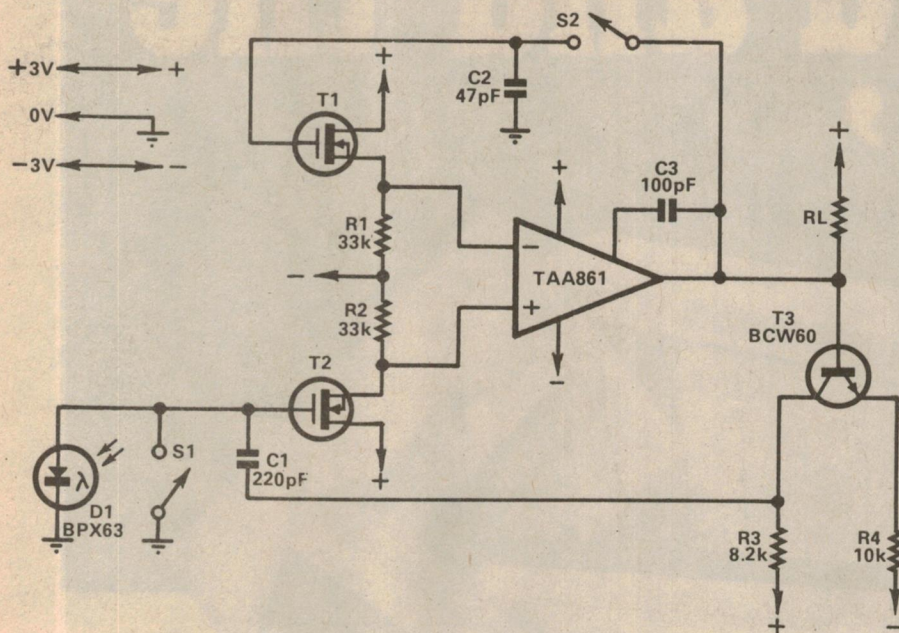 S2
+3V +
0V
-3V -
+
C2
47pF
T1
+
+
C3
100pF
RL
R1
33k
-
-
TAA861
R2
33k
+
T3
BCW60
T2
-
S1
C1
220pF
+
λ
D1
BPX63
R3
8.2k
R4
10k
+
-